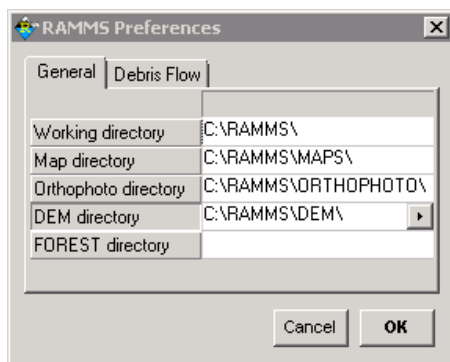 RAMMS Preferences
General Debris Flow
Working directory C:\RAMMS\
Map directory C:\RAMMS\MAPS\
Orthophoto directory C:\RAMMS\ORTHOPHOTO\
DEM directory C:\RAMMS\DEM\
FOREST directory
Cancel OK